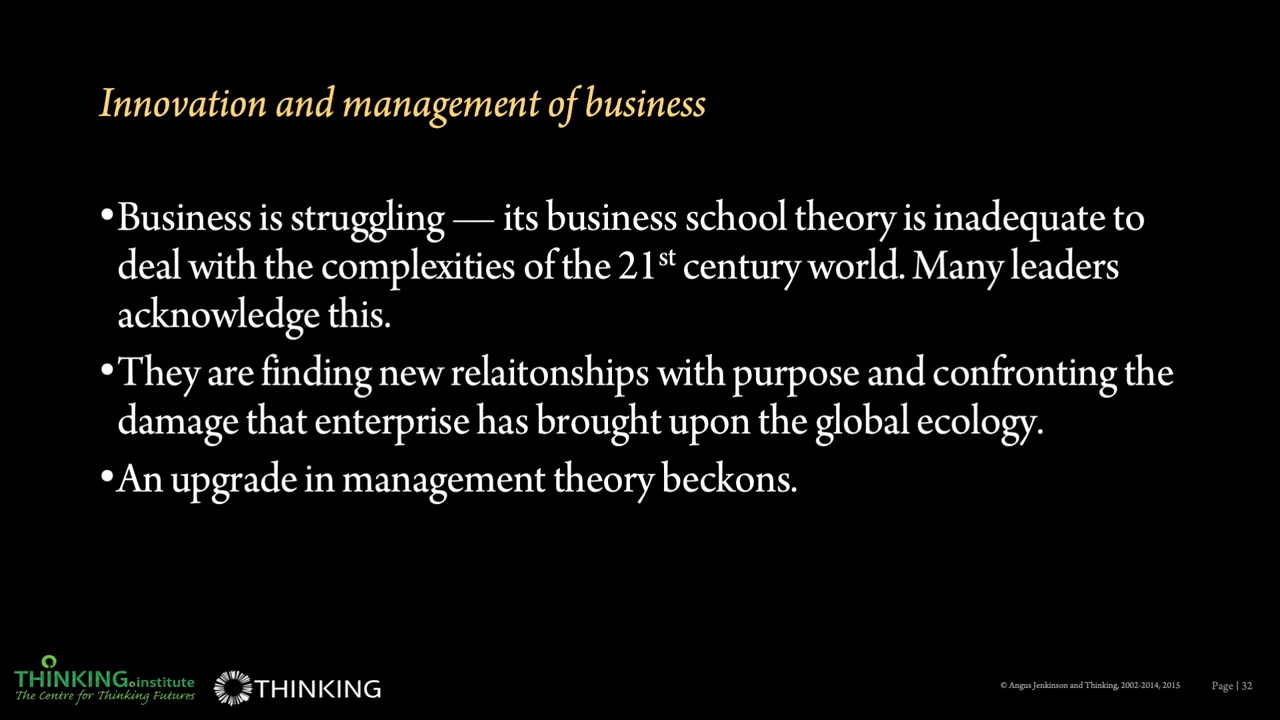 Innovation and management of business
•Business is struggling — its business school theory is inadequate to
deal with the complexities of the 21st century world. Many leaders
acknowledge this.
•They are finding new relaitonships with purpose and confronting the
damage that enterprise has brought upon the global ecology.
•An upgrade in management theory beckons.
THINKING.institute
The Centre for Thinking Futures
THINKING
© Angus Jenkinson and Thinking, 2002-2014, 2015
Page | 32